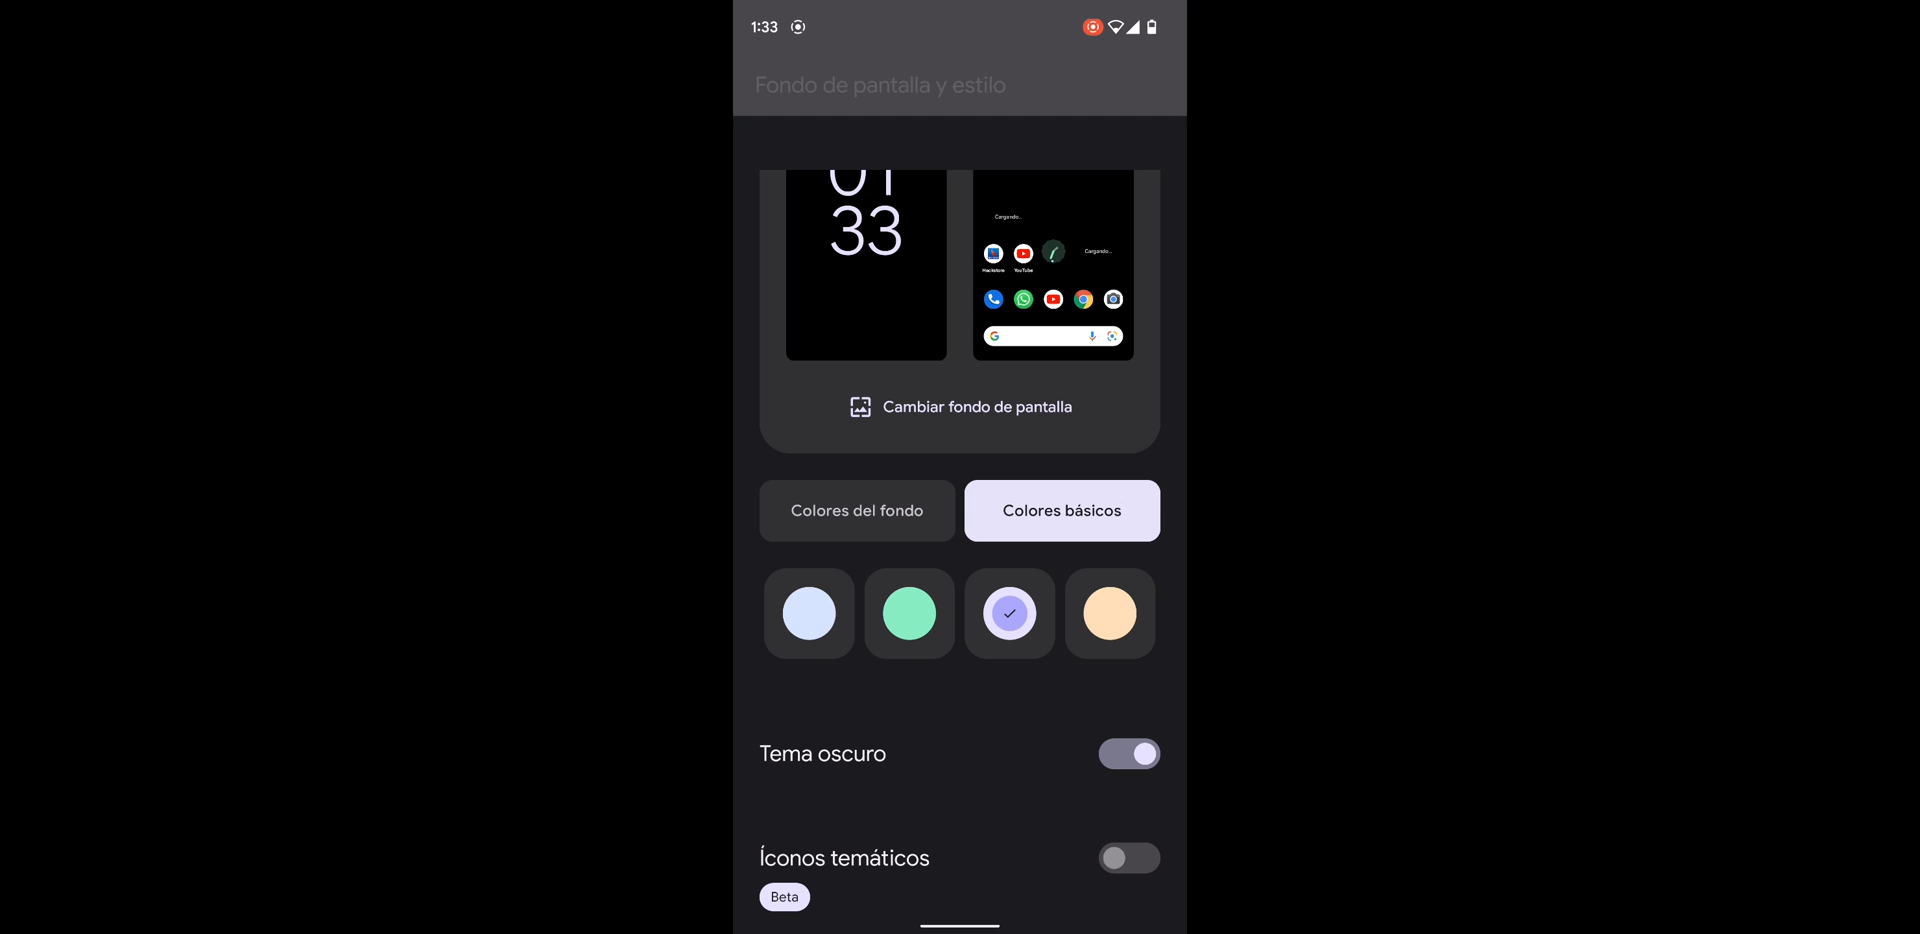 1:33
Fondo de pantalla y estilo
01
33
Cargando...
Cargando...
Hackstore
YouTube
Cambiar fondo de pantalla
Colores del fondo
Colores básicos
Tema oscuro
Íconos temáticos
Beta